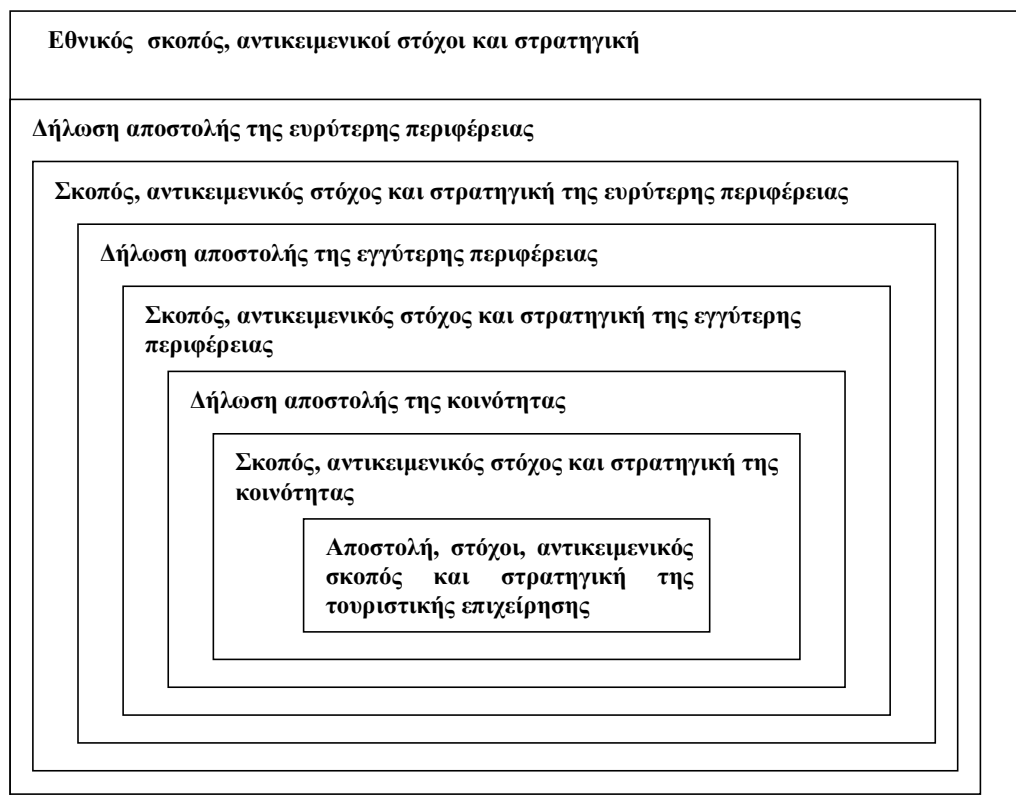 Εθνικός σκοπός, αντικειμενικοί στόχοι και στρατηγική
Δήλωση αποστολής της ευρύτερης περιφέρειας
Σκοπός, αντικειμενικός στόχος και στρατηγική της ευρύτερης περιφέρειας
Δήλωση αποστολής της εγγύτερης περιφέρειας
Σκοπός, αντικειμενικός στόχος και στρατηγική της εγγύτερης
περιφέρειας
Δήλωση αποστολής της κοινότητας
Σκοπός, αντικειμενικός στόχος και στρατηγική της
κοινότητας
Αποστολή, στόχοι, αντικειμενικός
σκοπός και στρατηγική της
τουριστικής επιχείρησης